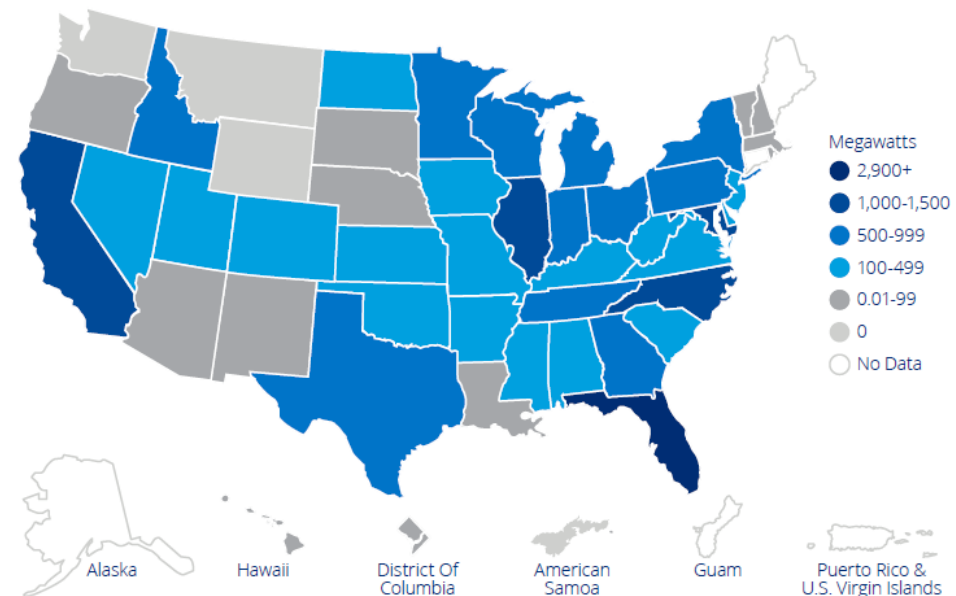 Megawatts
2,900+
1,000-1,500
500-999
100-499
0.01-99
0
No Data
Alaska
Hawaii
District Of
Columbia
American
Samoa
Guam
Puerto Rico &
U.S. Virgin Islands